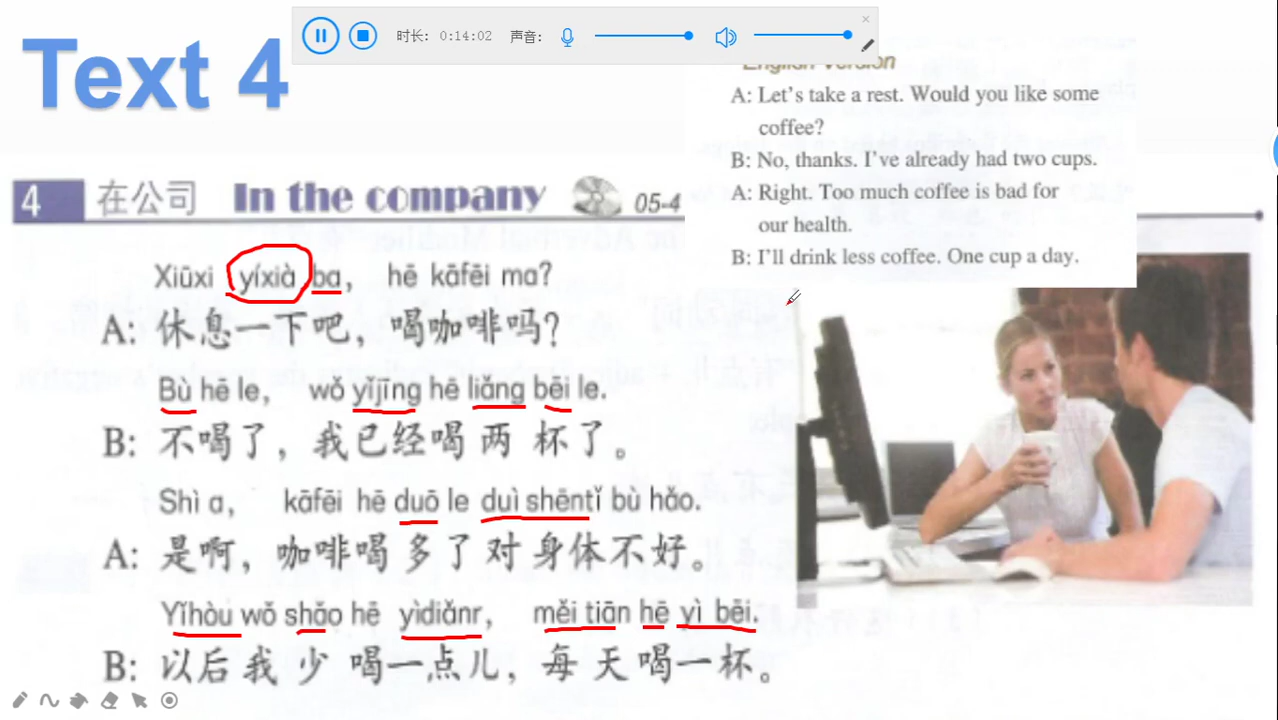 Text 4
时长: 0:14:02 声音:
English Version
A: Let's take a rest. Would you like some
coffee?
B: No, thanks. I've already had two cups.
A: Right. Too much coffee is bad for
our health.
B: I'll drink less coffee. One cup a day.
4 在公司 In the company 05-4
Xiūxi yíxià ba, hē kāfēi ma?
A: 休息一下吧，喝咖啡吗？
Bù hē le, wǒ yǐjīng hē liǎng bēi le.
B: 不喝了，我已经喝两杯了。
Shì a, kāfēi hē duō le duì shēntǐ bù hǎo.
A: 是啊，咖啡喝多了对身体不好。
Yǐhòu wǒ shǎo hē yìdiǎnr, měi tiān hē yì bēi.
B: 以后我少喝一点儿，每天喝一杯。